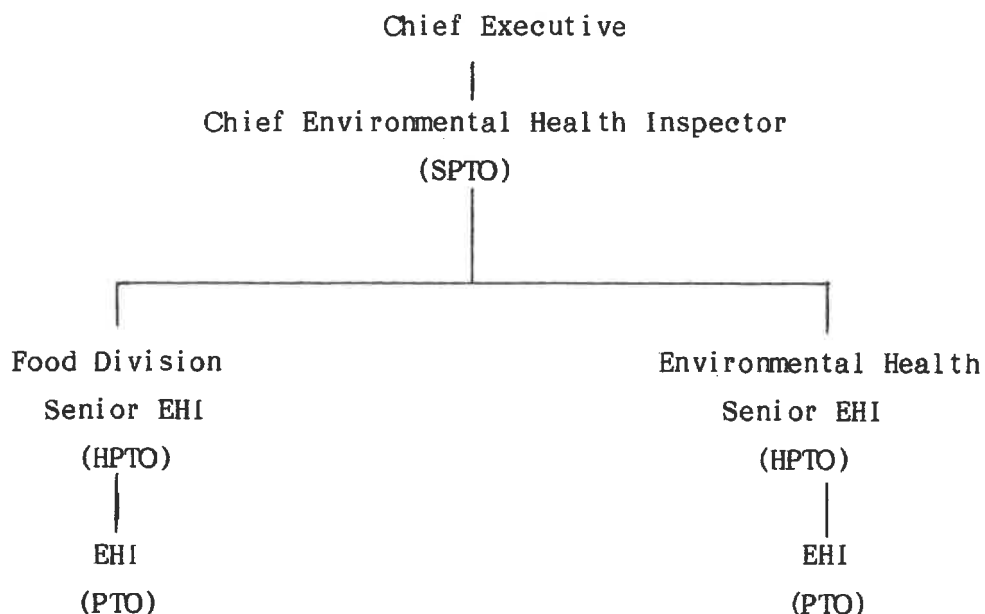 Chief Executive
Chief Environmental Health Inspector
(SPTO)
Food Division
Senior EHI
(HPTO)
EHI
(PTO)
Environmental Health
Senior EHI
(HPTO)
EHI
(PTO)